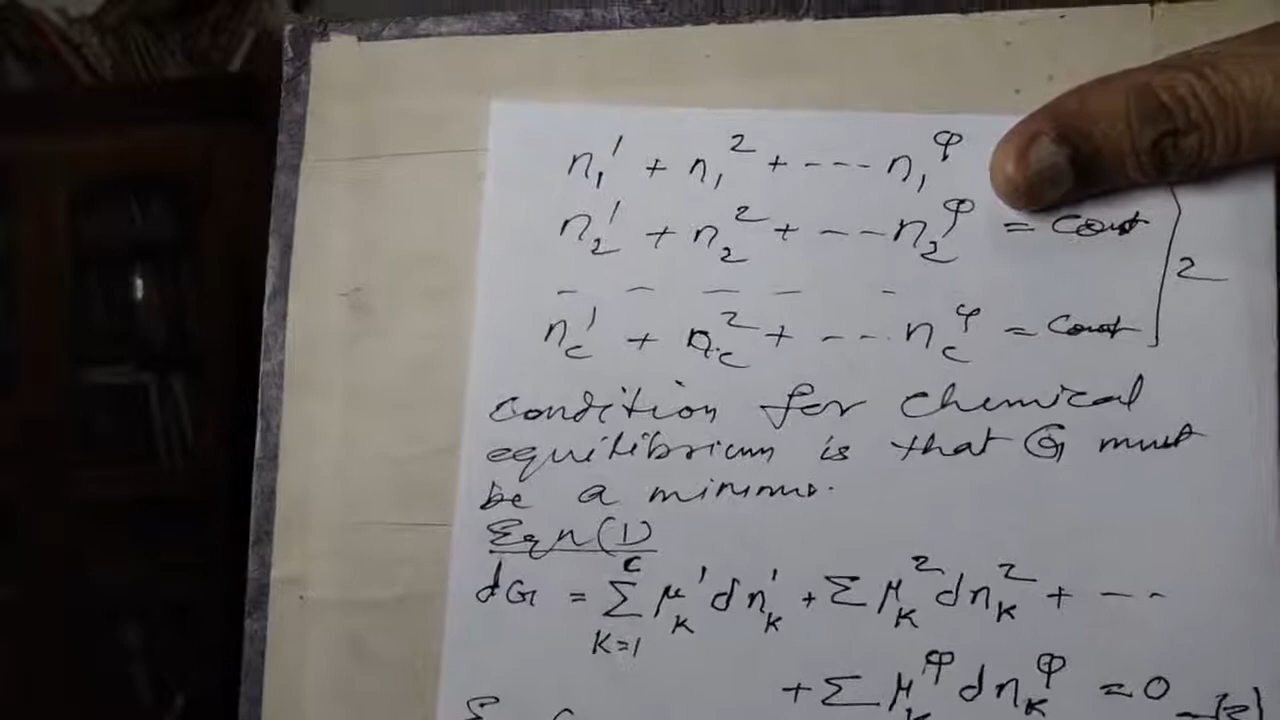 n₁¹ + n₁² + --- n₁^φ
n₂¹ + n₂² + -- n₂^φ = const
– – – – –
n_c¹ + n_c² + --- n_c^φ = const } 2
condition for chemical
equilibrium is that G must
be a minimum.
Eqn (1)
dG = Σ_{K=1}^{c} μ_K¹ dn_K¹ + Σ μ_K² dn_K² + ---
+ Σ μ_K^φ dn_K^φ = 0